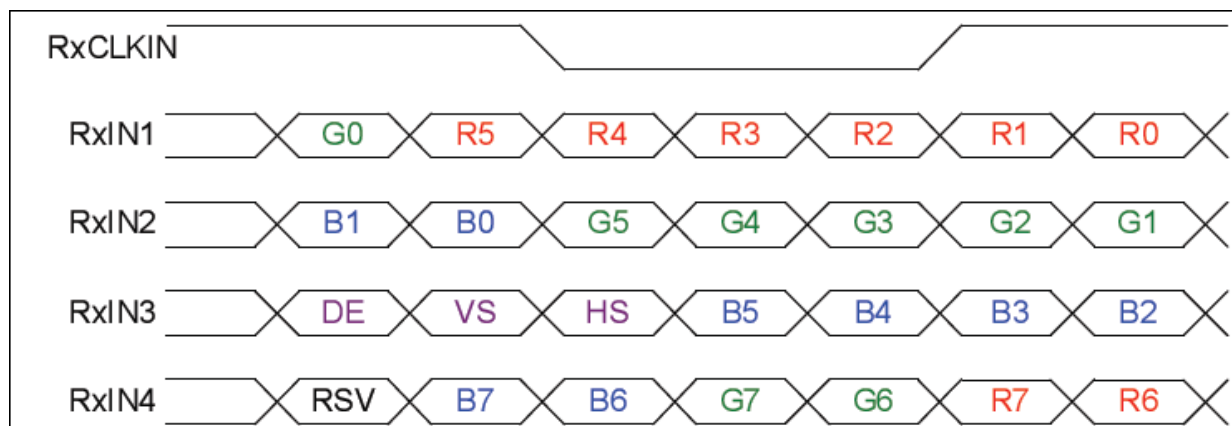 RxCLKIN
RxIN1 G0 R5 R4 R3 R2 R1 R0
RxIN2 B1 B0 G5 G4 G3 G2 G1
RxIN3 DE VS HS B5 B4 B3 B2
RxIN4 RSV B7 B6 G7 G6 R7 R6